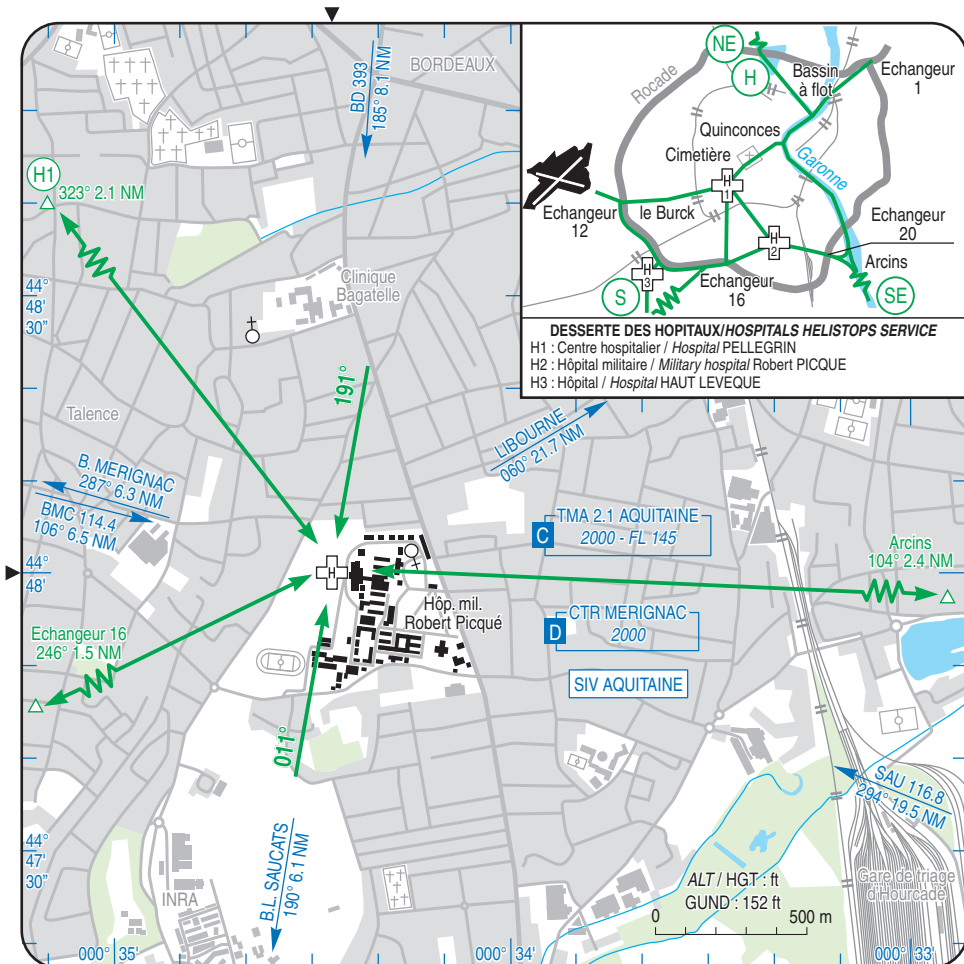 BORDEAUX
BD 393
185° 8.1 NM
H1
323° 2.1 NM
44°
48'
30"
Clinique
Bagatelle
Talence
191°
LIBOURNE
060° 21.7 NM
B. MERIGNAC
287° 6.3 NM
BMC 114.4
106° 6.5 NM
C
TMA 2.1 AQUITAINE
2000 - FL 145
Arcins
104° 2.4 NM
44°
48'
H
Hôp. mil.
Robert Picqué
D
CTR MERIGNAC
2000
SIV AQUITAINE
Echangeur 16
246° 1.5 NM
011°
SAU 116.8
294° 19.5 NM
44°
47'
30"
INRA
B.L. SAUCATS
190° 6.1 NM
ALT / HGT : ft
GUND : 152 ft
0 500 m
Gare de triage
d'Hourcade
000° 35'
000° 34'
000° 33'
NE
H
Rocade
Bassin
à flot
Echangeur
1
Quinconces
Cimetière
Garonne
H
1
le Burck
Echangeur
12
Echangeur
20
H
2
Arcins
H
3
S
Echangeur
16
SE
DESSERTE DES HOPITAUX/HOSPITALS HELISTOPS SERVICE
H1 : Centre hospitalier / Hospital PELLEGRIN
H2 : Hôpital militaire / Military hospital Robert PICQUE
H3 : Hôpital / Hospital HAUT LEVEQUE